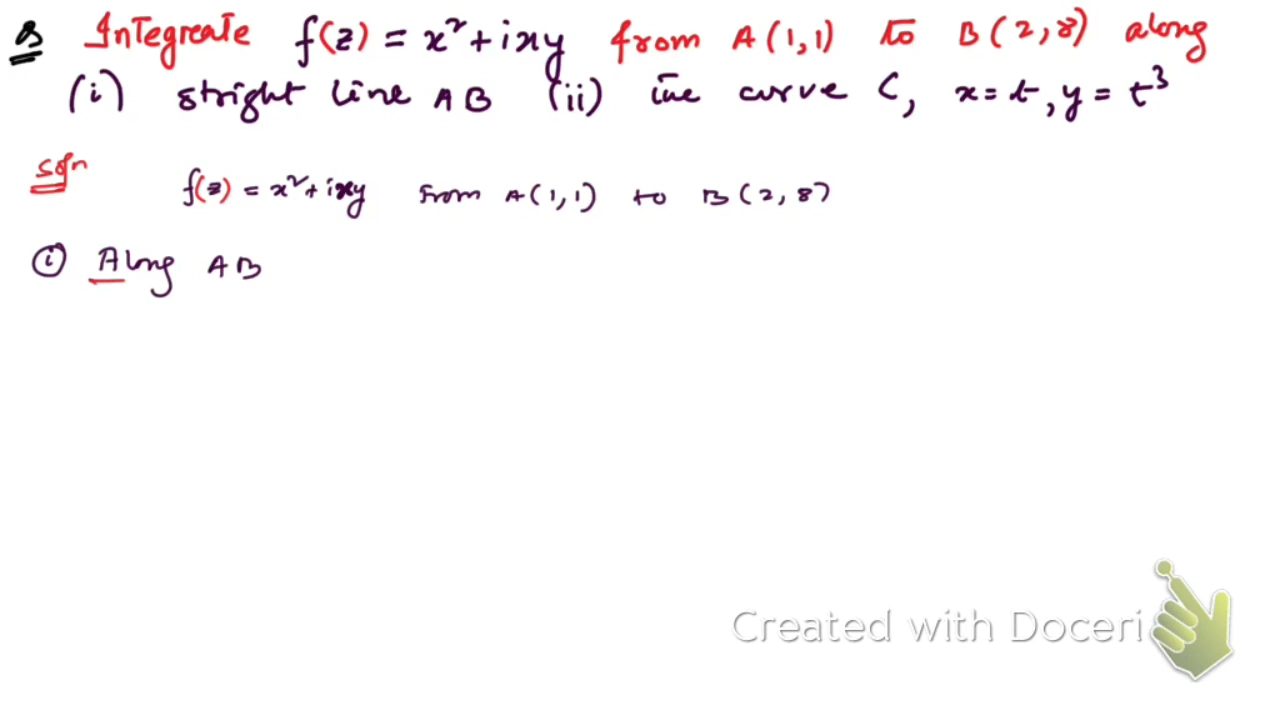 Q Integreate f(z) = x² + ixy from A(1,1) to B(2,8) along
(i) stright line AB (ii) the curve C, x = t, y = t³
Soln
f(z) = x² + ixy from A(1,1) to B(2,8)
(i) Along AB
Created with Doceri